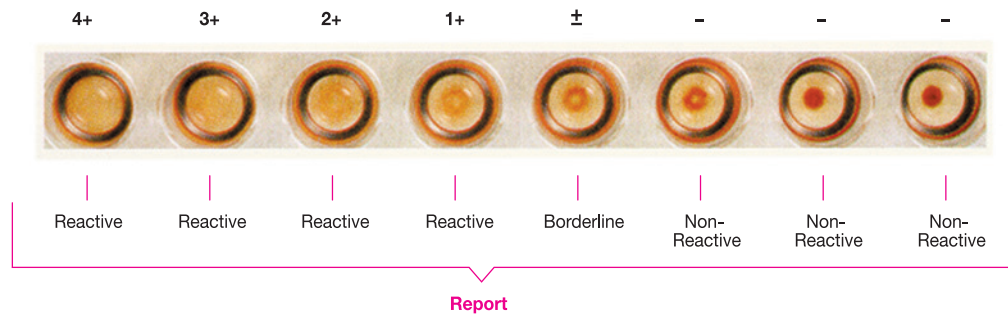 4+ 3+ 2+ 1+ ± – – –
Reactive Reactive Reactive Reactive Borderline Non-Reactive Non-Reactive Non-Reactive
Report